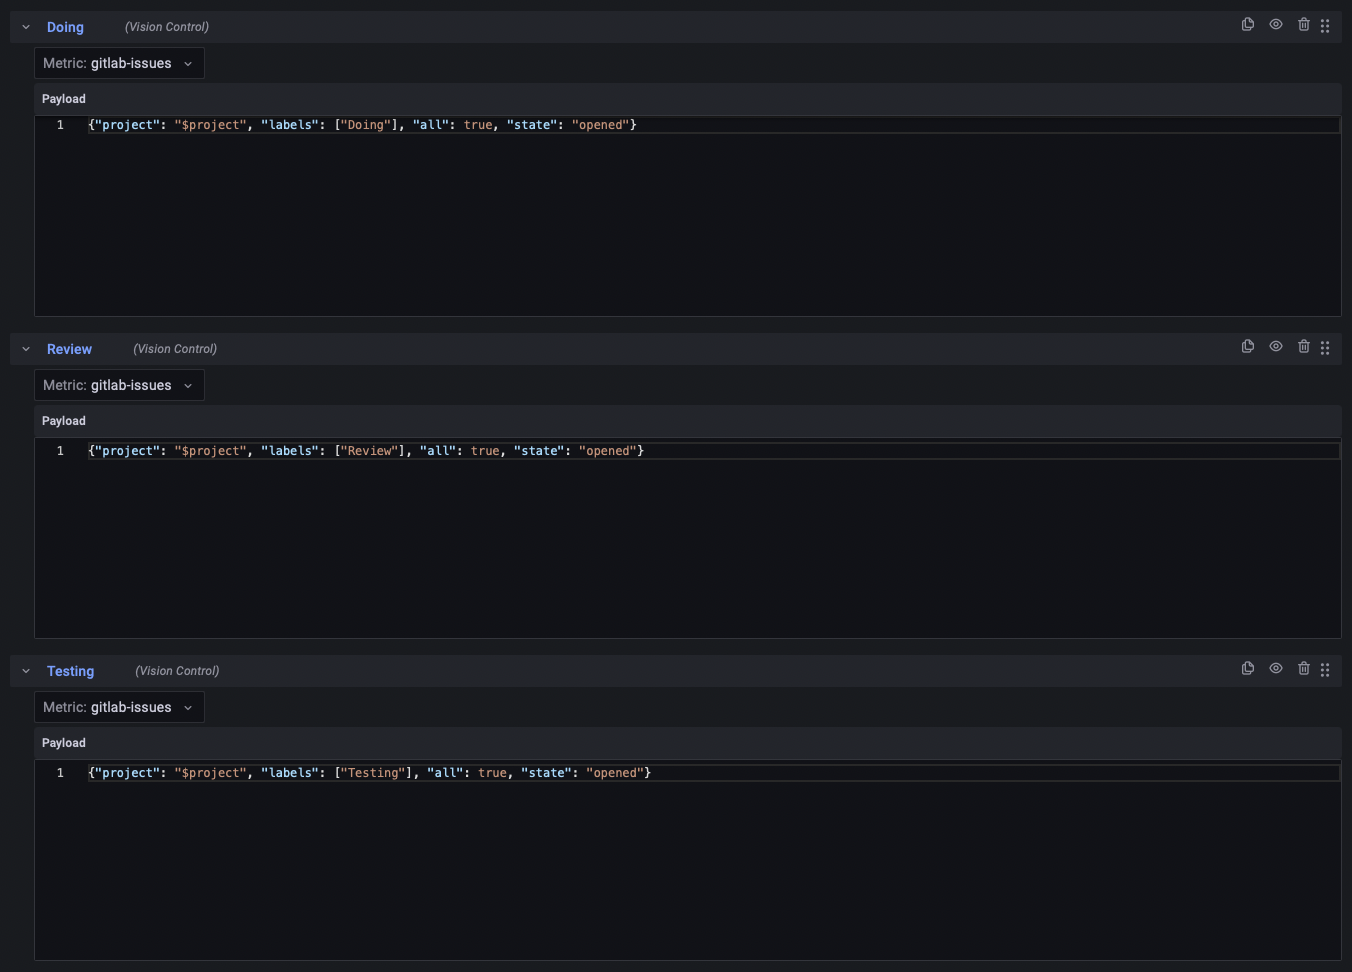 Doing (Vision Control)
Metric: gitlab-issues
Payload
1 {"project": "$project", "labels": ["Doing"], "all": true, "state": "opened"}
Review (Vision Control)
Metric: gitlab-issues
Payload
1 {"project": "$project", "labels": ["Review"], "all": true, "state": "opened"}
Testing (Vision Control)
Metric: gitlab-issues
Payload
1 {"project": "$project", "labels": ["Testing"], "all": true, "state": "opened"}